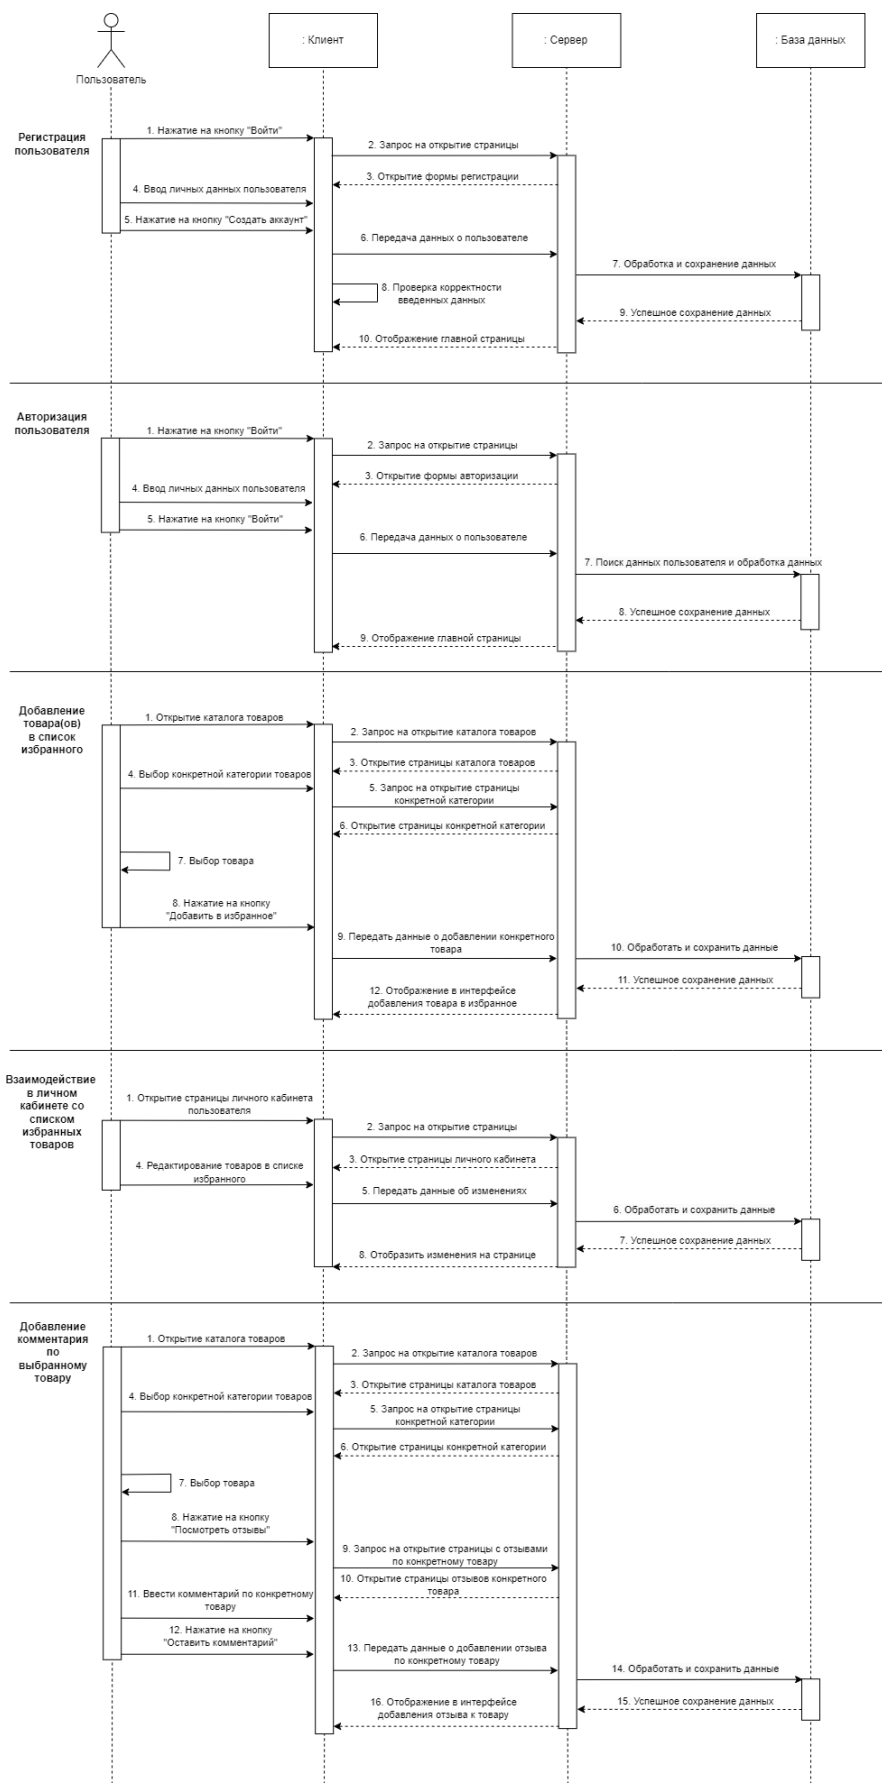 Пользователь
: Клиент
: Сервер
: База данных
Регистрация
пользователя
1. Нажатие на кнопку "Войти"
2. Запрос на открытие страницы
3. Открытие формы регистрации
4. Ввод личных данных пользователя
5. Нажатие на кнопку "Создать аккаунт"
6. Передача данных о пользователе
7. Обработка и сохранение данных
8. Проверка корректности
введенных данных
9. Успешное сохранение данных
10. Отображение главной страницы
Авторизация
пользователя
1. Нажатие на кнопку "Войти"
2. Запрос на открытие страницы
3. Открытие формы авторизации
4. Ввод личных данных пользователя
5. Нажатие на кнопку "Войти"
6. Передача данных о пользователе
7. Поиск данных пользователя и обработка данных
8. Успешное сохранение данных
9. Отображение главной страницы
Добавление
товара(ов)
в список
избранного
1. Открытие каталога товаров
2. Запрос на открытие каталога товаров
3. Открытие страницы каталога товаров
4. Выбор конкретной категории товаров
5. Запрос на открытие страницы
конкретной категории
6. Открытие страницы конкретной категории
7. Выбор товара
8. Нажатие на кнопку
"Добавить в избранное"
9. Передать данные о добавлении конкретного
товара
10. Обработать и сохранить данные
11. Успешное сохранение данных
12. Отображение в интерфейсе
добавления товара в избранное
Взаимодействие
в личном
кабинете со
списком
избранных
товаров
1. Открытие страницы личного кабинета
пользователя
2. Запрос на открытие страницы
3. Открытие страницы личного кабинета
4. Редактирование товаров в списке
избранного
5. Передать данные об изменениях
6. Обработать и сохранить данные
7. Успешное сохранение данных
8. Отобразить изменения на странице
Добавление
комментария
по
выбранному
товару
1. Открытие каталога товаров
2. Запрос на открытие каталога товаров
3. Открытие страницы каталога товаров
4. Выбор конкретной категории товаров
5. Запрос на открытие страницы
конкретной категории
6. Открытие страницы конкретной категории
7. Выбор товара
8. Нажатие на кнопку
"Посмотреть отзывы"
9. Запрос на открытие страницы с отзывами
по конкретному товару
10. Открытие страницы отзывов конкретного
товара
11. Ввести комментарий по конкретному
товару
12. Нажатие на кнопку
"Оставить комментарий"
13. Передать данные о добавлении отзыва
по конкретному товару
14. Обработать и сохранить данные
15. Успешное сохранение данных
16. Отображение в интерфейсе
добавления отзыва к товару